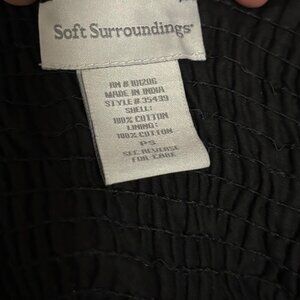 Soft Surroundings®
RN # 101206
MADE IN INDIA
STYLE # 35439
SHELL:
100% COTTON
LINING:
100% COTTON
PS
SEE REVERSE
FOR CARE